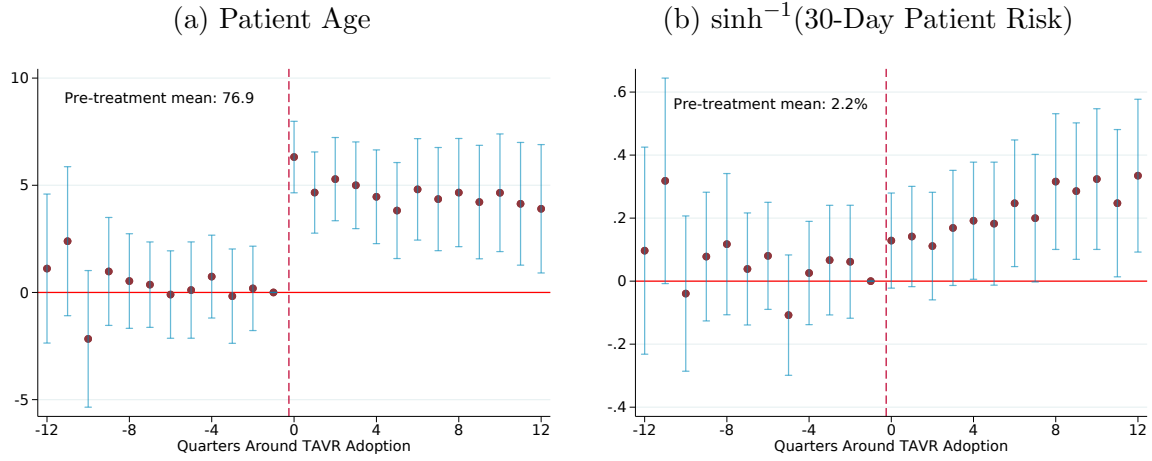 (a) Patient Age
Pre-treatment mean: 76.9
10
5
0
-5
-12 -8 -4 0 4 8 12
Quarters Around TAVR Adoption
(b) sinh⁻¹(30-Day Patient Risk)
Pre-treatment mean: 2.2%
.6
.4
.2
0
-.2
-.4
-12 -8 -4 0 4 8 12
Quarters Around TAVR Adoption